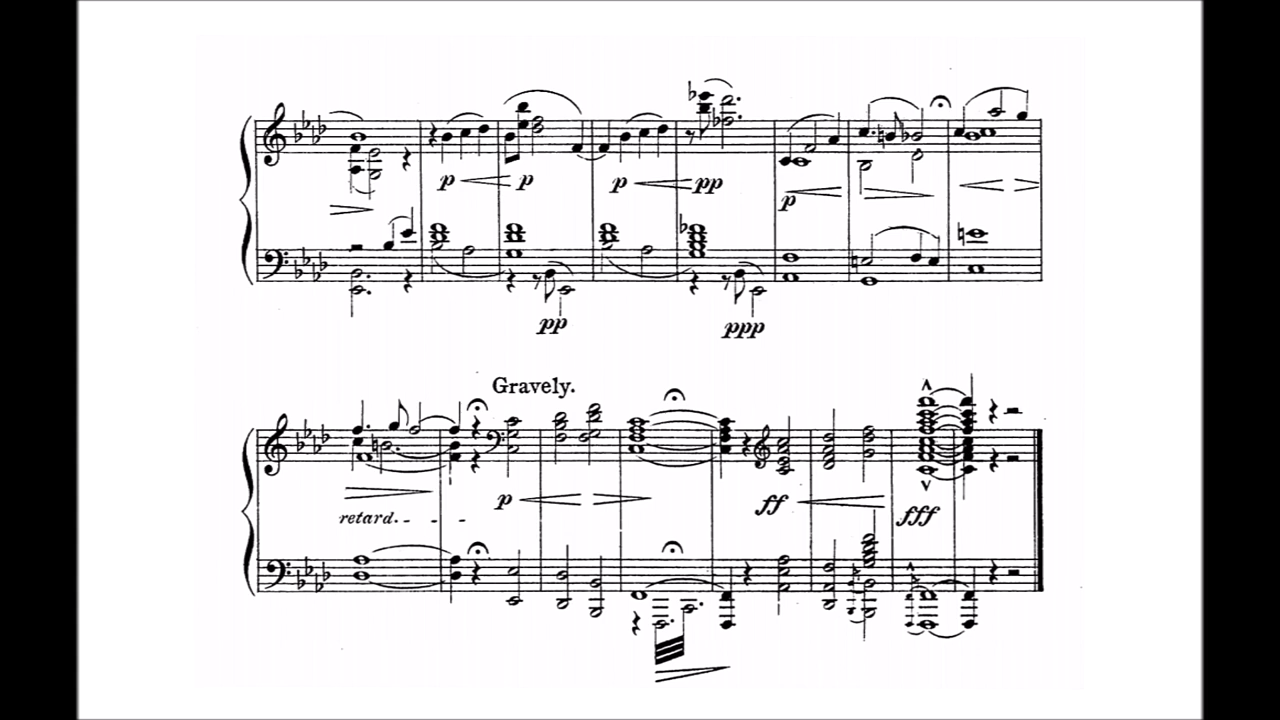 p p p pp p
pp ppp
Gravely.
p ff
retard. - - -
fff